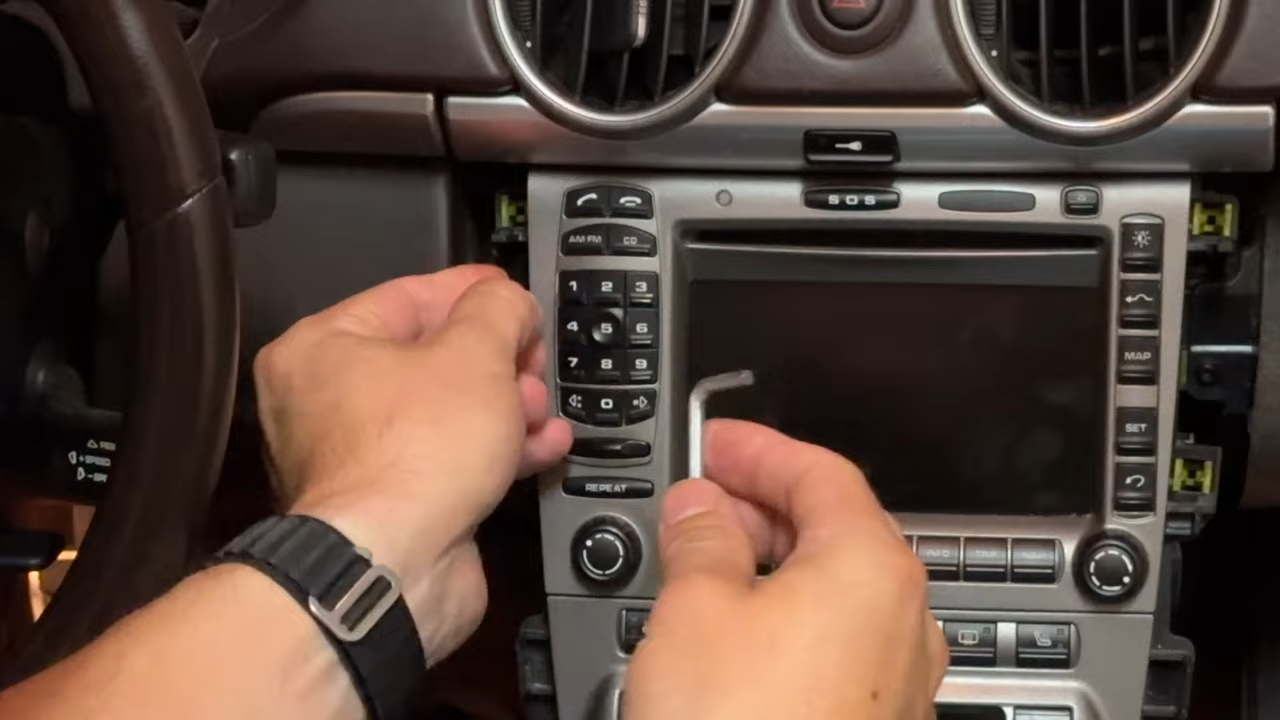 SOS
AM FM CD
1 2 3
4 5 6
7 8 9
0
REPEAT
MAP
SET
INFO
TRIP
+SPEED